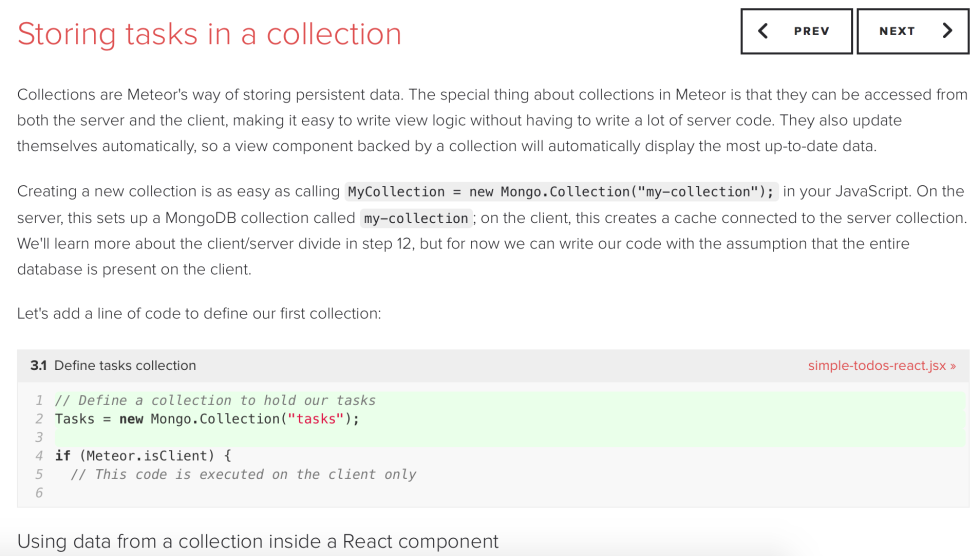 Storing tasks in a collection
PREV
NEXT
Collections are Meteor's way of storing persistent data. The special thing about collections in Meteor is that they can be accessed from
both the server and the client, making it easy to write view logic without having to write a lot of server code. They also update
themselves automatically, so a view component backed by a collection will automatically display the most up-to-date data.
Creating a new collection is as easy as calling MyCollection = new Mongo.Collection("my-collection"); in your JavaScript. On the
server, this sets up a MongoDB collection called my-collection; on the client, this creates a cache connected to the server collection.
We'll learn more about the client/server divide in step 12, but for now we can write our code with the assumption that the entire
database is present on the client.
Let's add a line of code to define our first collection:
3.1 Define tasks collection
simple-todos-react.jsx »
1 // Define a collection to hold our tasks
2 Tasks = new Mongo.Collection("tasks");
3
4 if (Meteor.isClient) {
5 // This code is executed on the client only
6
Using data from a collection inside a React component